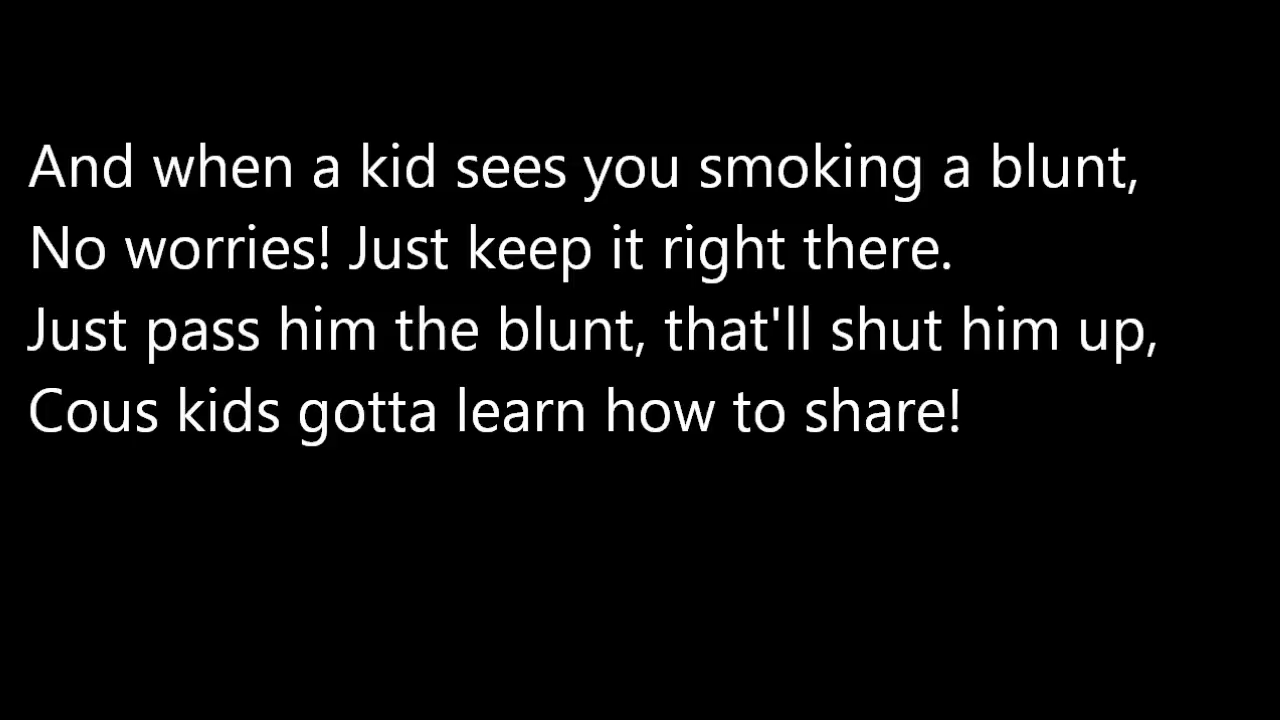 And when a kid sees you smoking a blunt,
No worries! Just keep it right there.
Just pass him the blunt, that'll shut him up,
Cous kids gotta learn how to share!